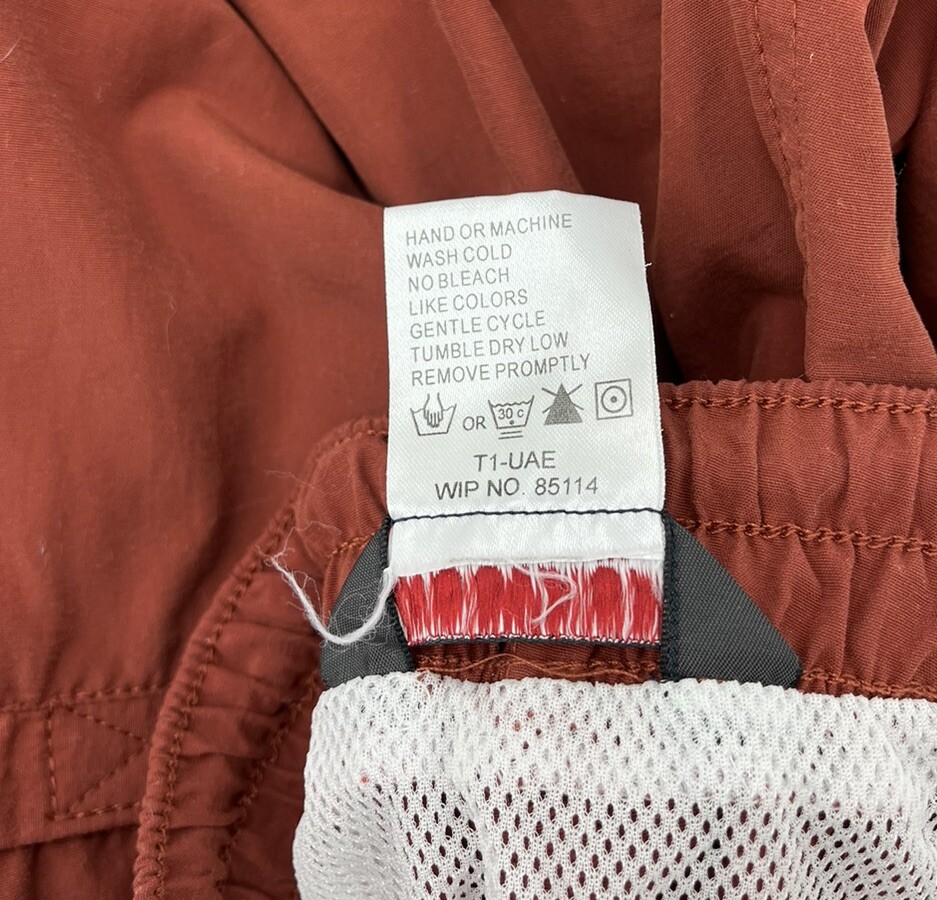 HAND OR MACHINE
WASH COLD
NO BLEACH
LIKE COLORS
GENTLE CYCLE
TUMBLE DRY LOW
REMOVE PROMPTLY
OR 30 c
T1-UAE
WIP NO. 85114